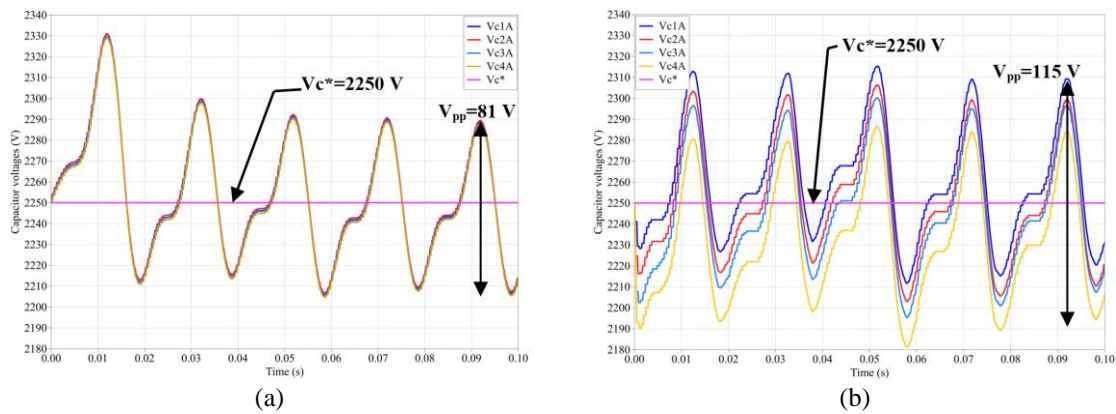 2340
2330
2320
2310
2300
2290
2280
2270
2260
2250
2240
2230
2220
2210
2200
2190
2180
Capacitor voltages (V)
Vc1A
Vc2A
Vc3A
Vc4A
Vc*
Vc*=2250 V
Vpp=81 V
0.00 0.01 0.02 0.03 0.04 0.05 0.06 0.07 0.08 0.09 0.10
Time (s)
(a)
2340
2330
2320
2310
2300
2290
2280
2270
2260
2250
2240
2230
2220
2210
2200
2190
2180
Capacitor voltages (V)
Vc1A
Vc2A
Vc3A
Vc4A
Vc*
Vc*=2250 V
Vpp=115 V
0.00 0.01 0.02 0.03 0.04 0.05 0.06 0.07 0.08 0.09 0.10
Time (s)
(b)